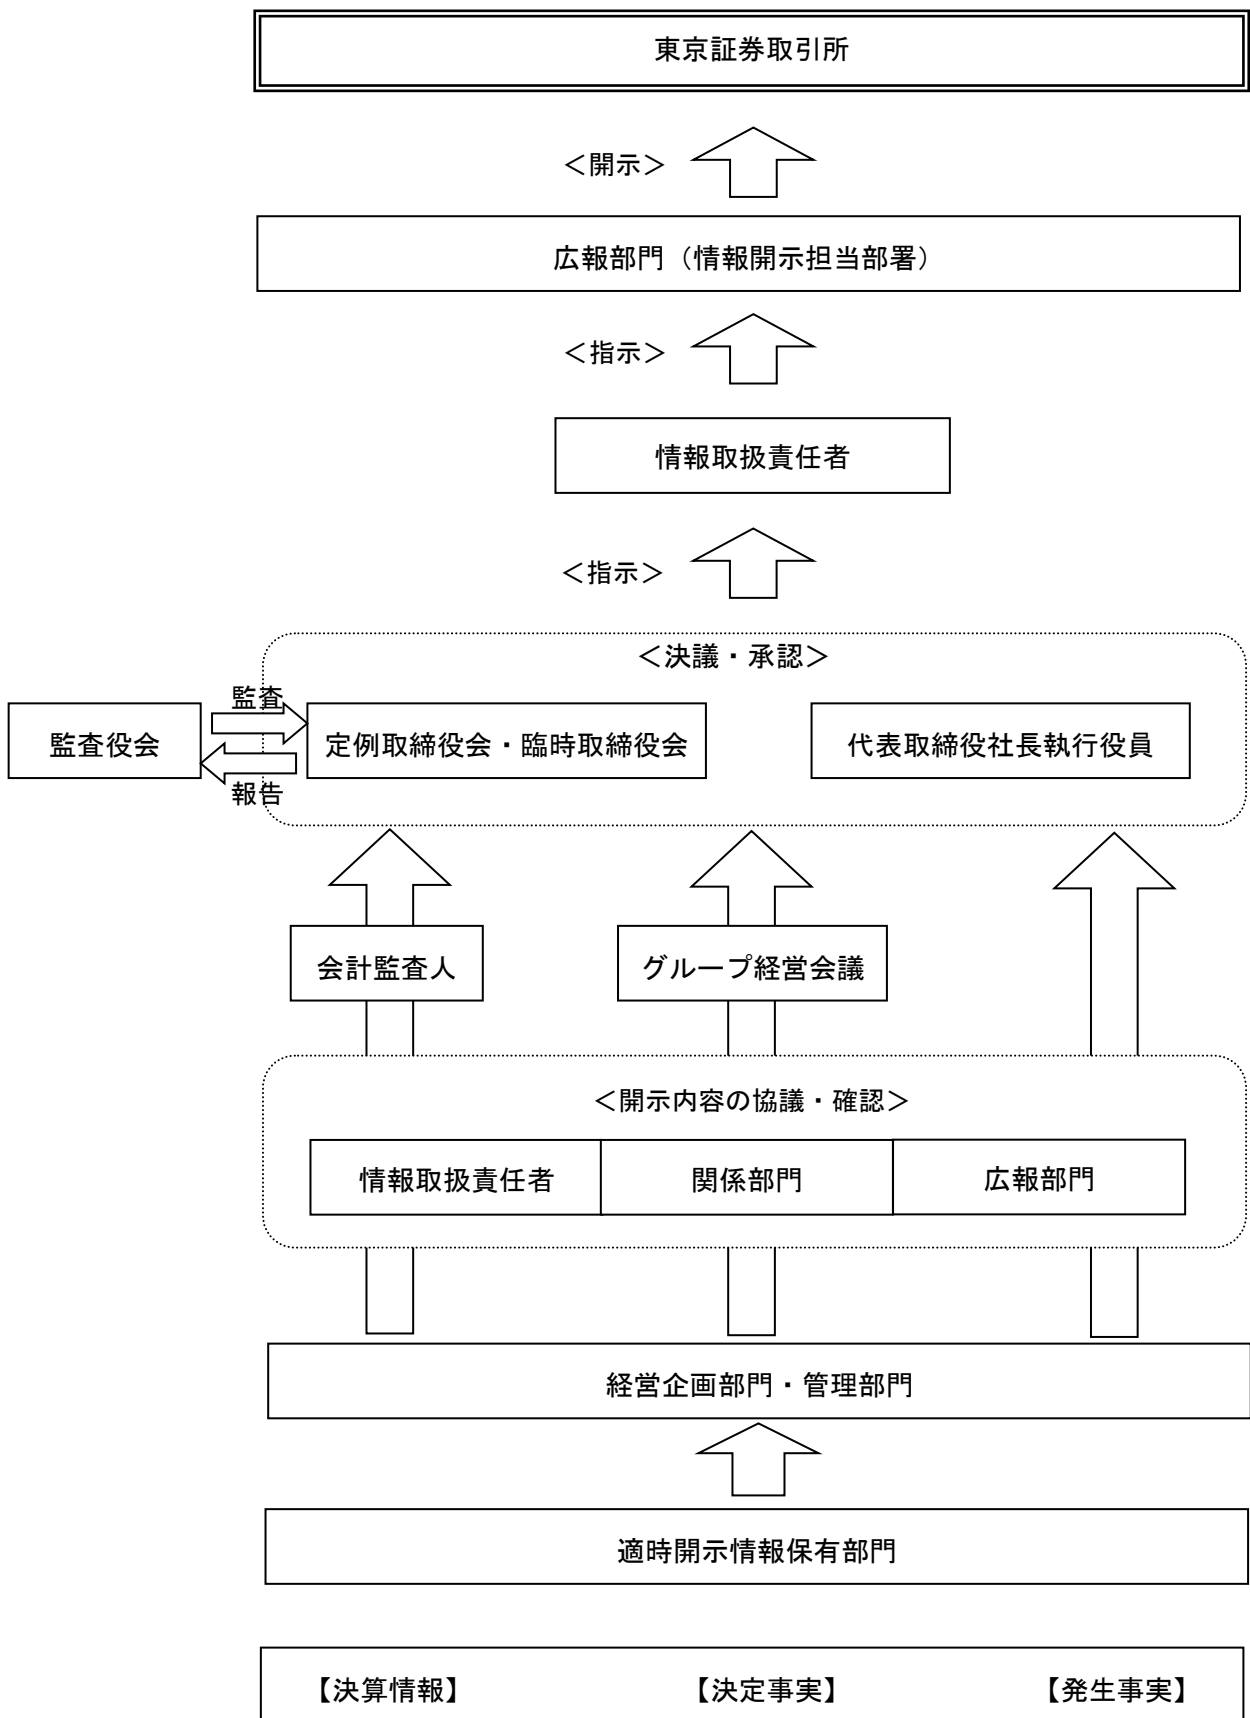 東京証券取引所
＜開示＞
広報部門（情報開示担当部署）
＜指示＞
情報取扱責任者
＜指示＞
＜決議・承認＞
監査
監査役会
定例取締役会・臨時取締役会
代表取締役社長執行役員
報告
会計監査人
グループ経営会議
＜開示内容の協議・確認＞
情報取扱責任者
関係部門
広報部門
経営企画部門・管理部門
適時開示情報保有部門
【決算情報】
【決定事実】
【発生事実】